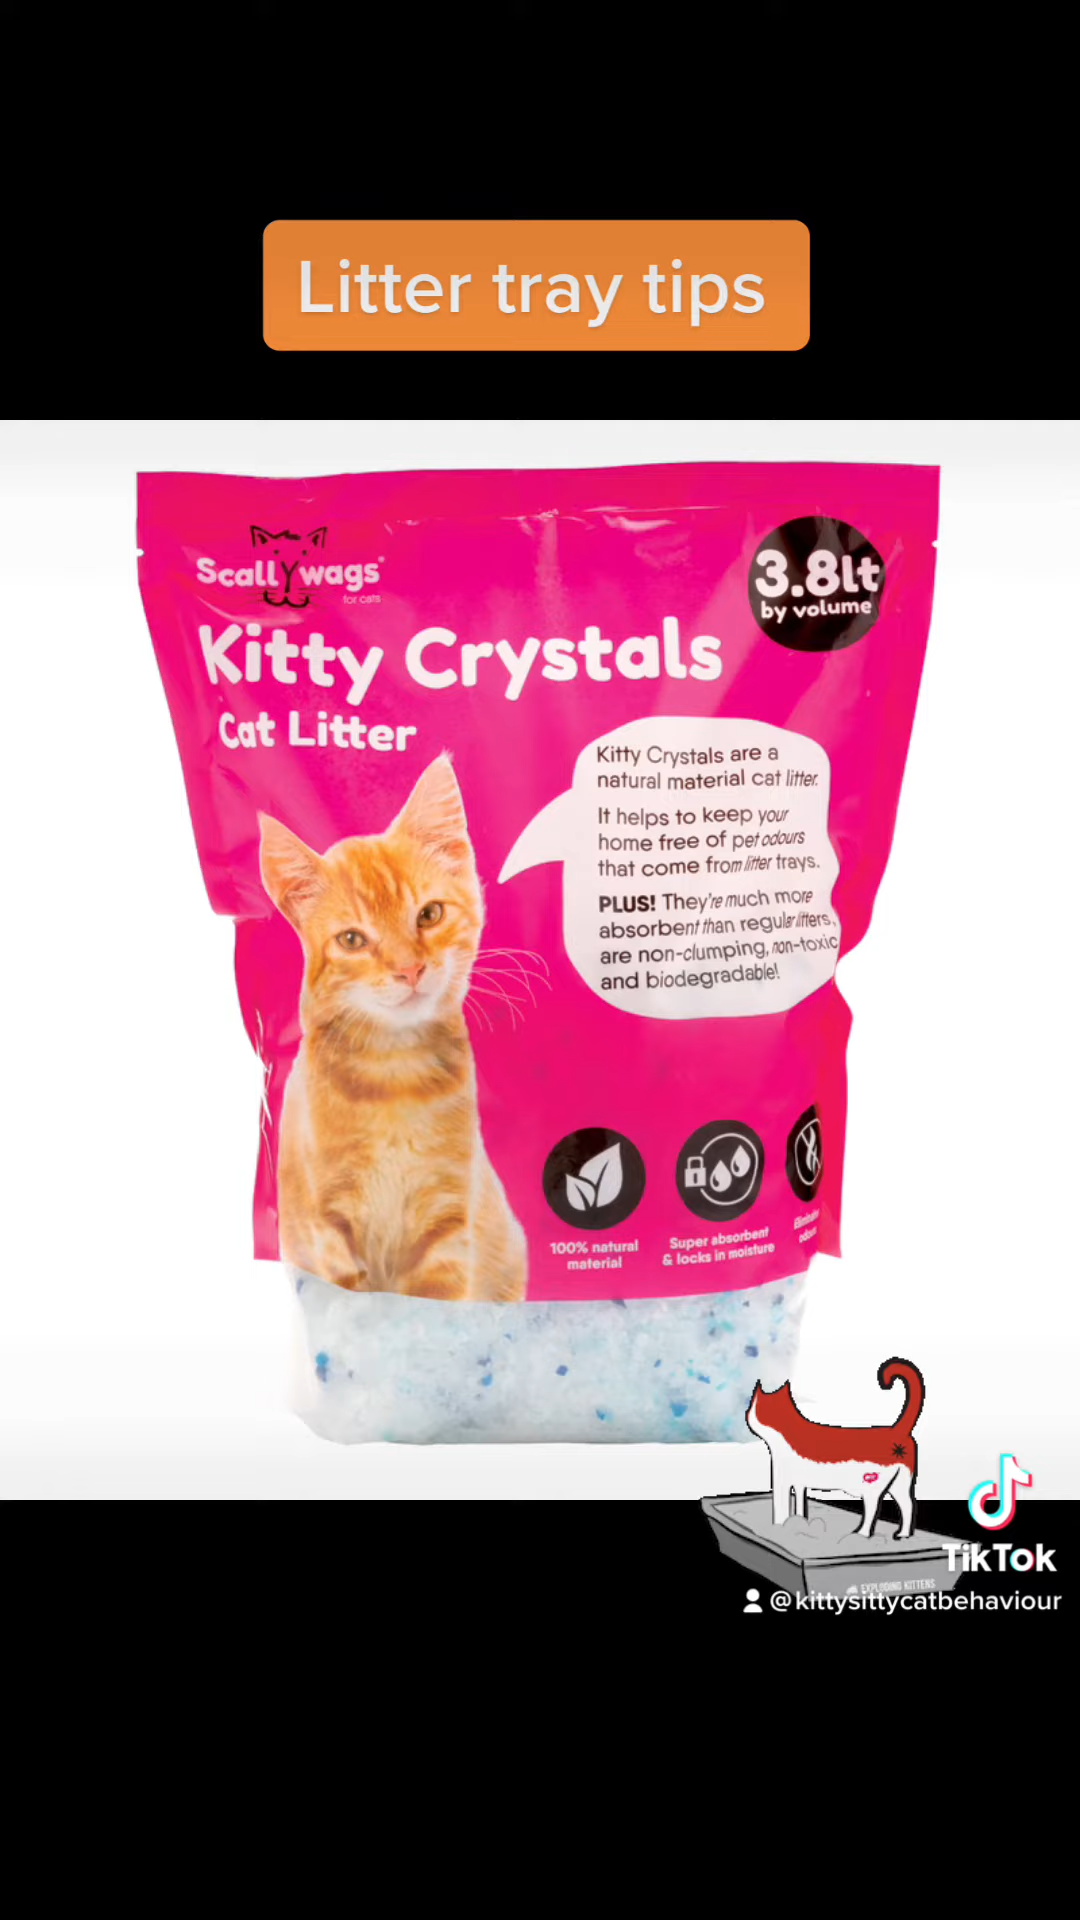 Litter tray tips
Scallywags®
for cats
3.8lt
by volume
Kitty Crystals
Cat Litter
Kitty Crystals are a
natural material cat litter.
It helps to keep your
home free of pet odours
that come from litter trays.
PLUS! They're much more
absorbent than regular litters,
are non-clumping, non-toxic
and biodegradable!
100% natural
material
Super absorbent
& locks in moisture
EXPLODING KITTENS
TikTok
@kittysittycatbehaviour